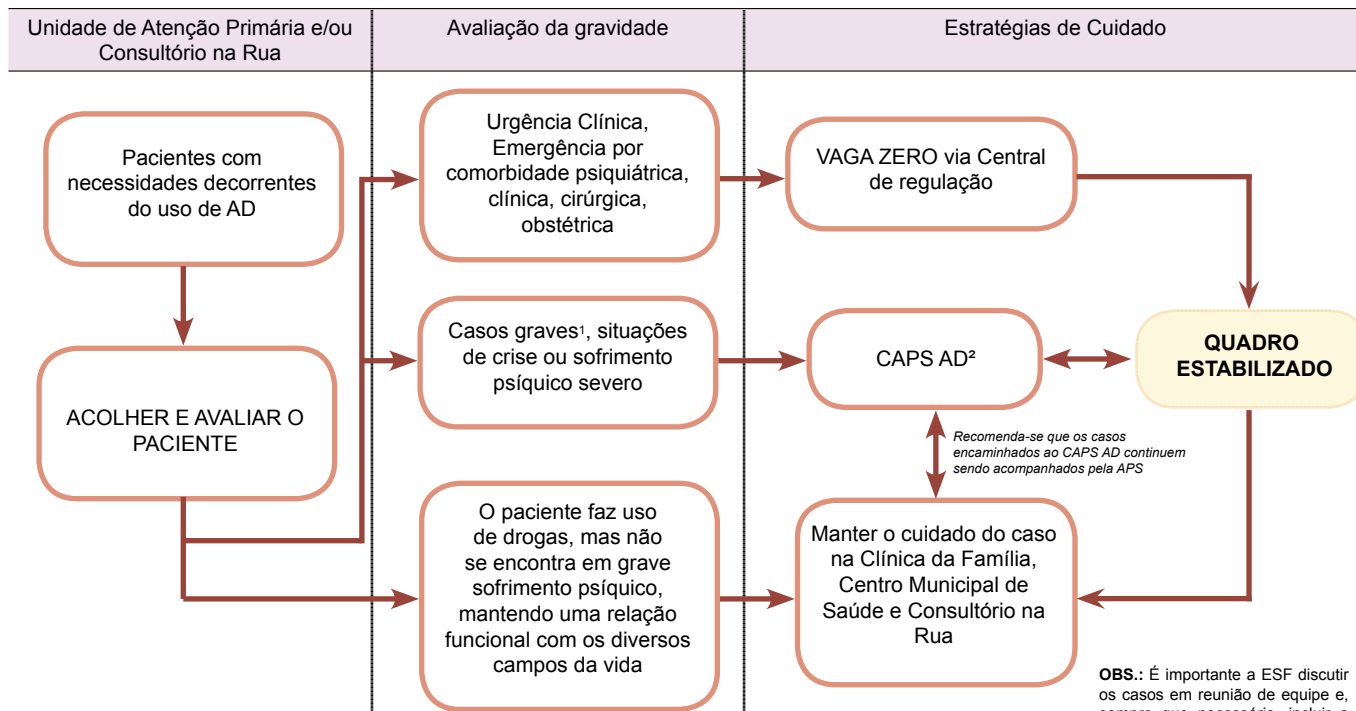 Unidade de Atenção Primária e/ou
Consultório na Rua
Avaliação da gravidade
Estratégias de Cuidado
Pacientes com
necessidades decorrentes
do uso de AD
ACOLHER E AVALIAR O
PACIENTE
Urgência Clínica,
Emergência por
comorbidade psiquiátrica,
clínica, cirúrgica,
obstétrica
Casos graves¹, situações
de crise ou sofrimento
psíquico severo
O paciente faz uso
de drogas, mas não
se encontra em grave
sofrimento psíquico,
mantendo uma relação
funcional com os diversos
campos da vida
VAGA ZERO via Central
de regulação
CAPS AD²
QUADRO
ESTABILIZADO
Recomenda-se que os casos
encaminhados ao CAPS AD continuem
sendo acompanhados pela APS
Manter o cuidado do caso
na Clínica da Família,
Centro Municipal de
Saúde e Consultório na
Rua
OBS.: É importante a ESF discutir
os casos em reunião de equipe e,
sempre que necessário, incluir a